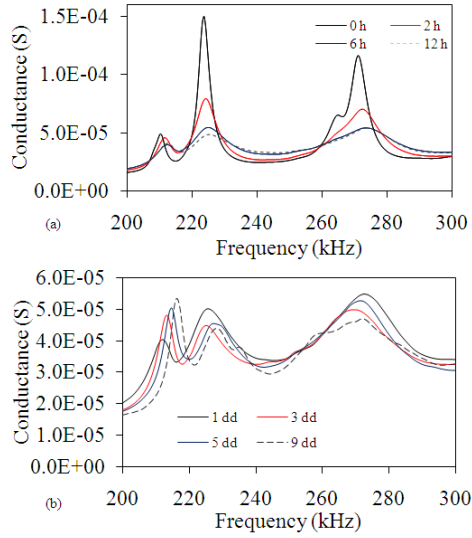 1.5E-04
1.0E-04
5.0E-05
0.0E+00
Conductance (S)
0 h
2 h
6 h
12 h
200
220
240
260
280
300
(a)
Frequency (kHz)
6.0E-05
5.0E-05
4.0E-05
3.0E-05
2.0E-05
1.0E-05
0.0E+00
Conductance (S)
1 dd
3 dd
5 dd
9 dd
200
220
240
260
280
300
(b)
Frequency (kHz)